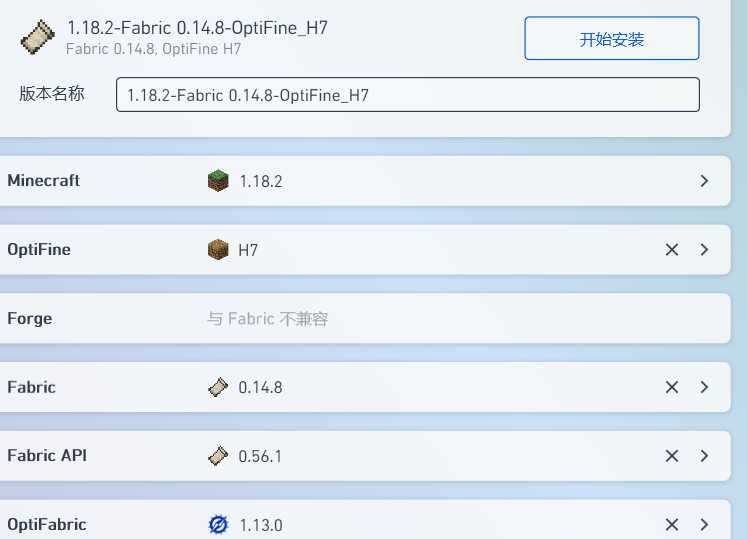 1.18.2-Fabric 0.14.8-OptiFine_H7
Fabric 0.14.8, OptiFine H7
开始安装
版本名称 1.18.2-Fabric 0.14.8-OptiFine_H7
Minecraft 1.18.2
OptiFine H7
Forge 与 Fabric 不兼容
Fabric 0.14.8
Fabric API 0.56.1
OptiFabric 1.13.0